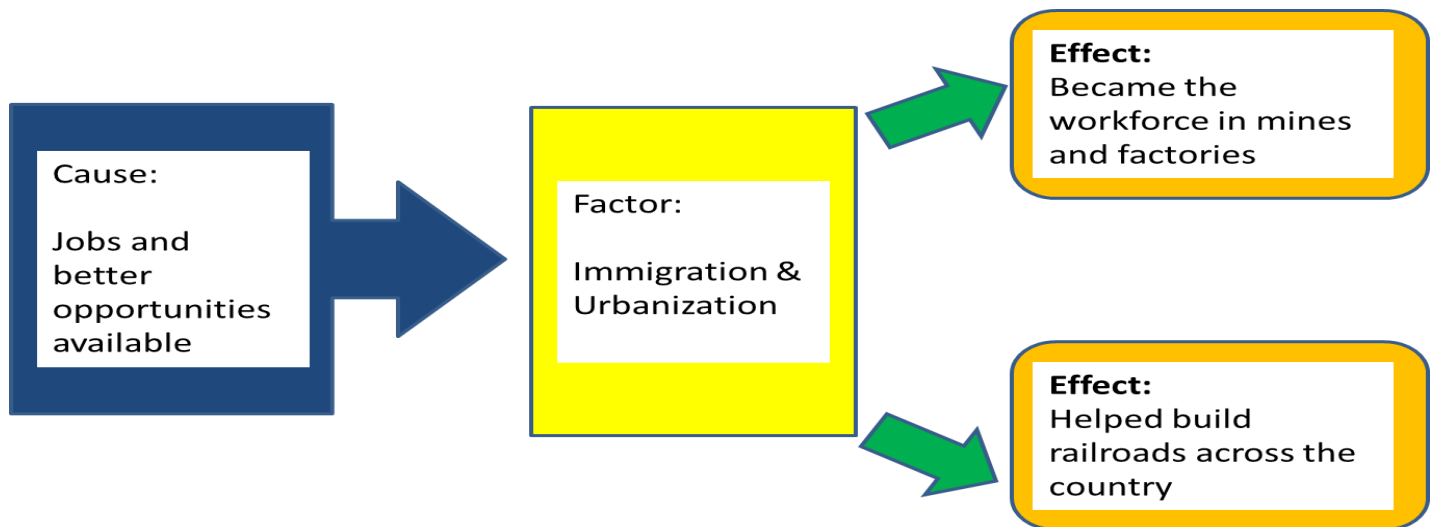 Cause:
Jobs and
better
opportunities
available
Factor:
Immigration &
Urbanization
Effect:
Became the
workforce in mines
and factories
Effect:
Helped build
railroads across the
country